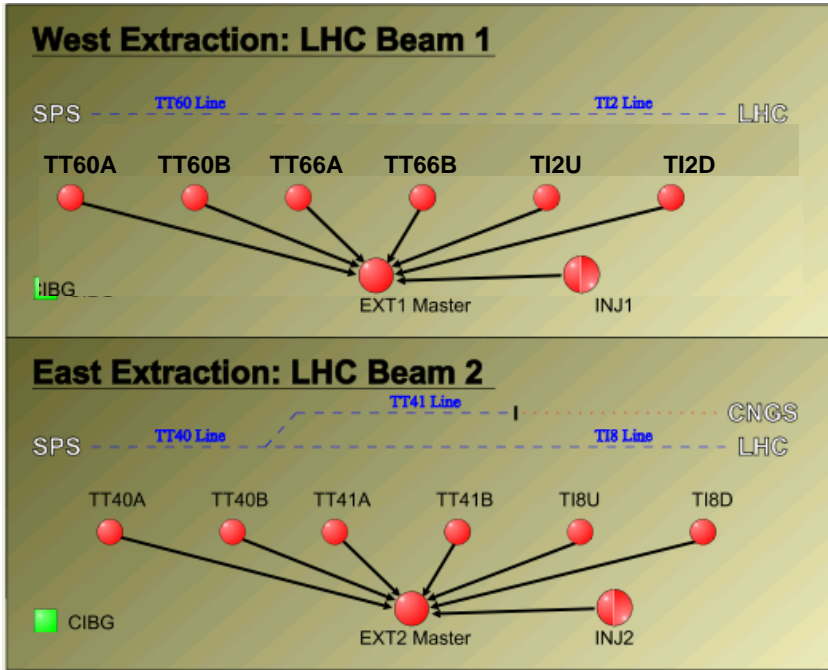 West Extraction: LHC Beam 1
TT60 Line TI2 Line
SPS LHC
TT60A TT60B TT66A TT66B TI2U TI2D
CIBG
EXT1 Master INJ1
East Extraction: LHC Beam 2
TT41 Line CNGS
SPS TT40 Line TI8 Line LHC
TT40A TT40B TT41A TT41B TI8U TI8D
CIBG
EXT2 Master INJ2